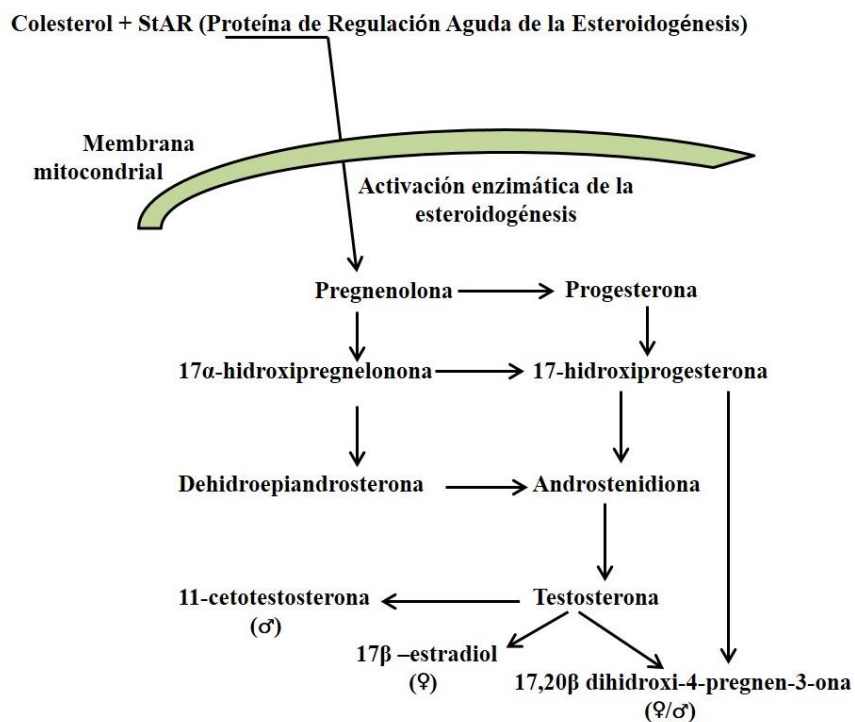 Colesterol + StAR (Proteína de Regulación Aguda de la Esteroidogénesis)
Membrana
mitocondrial
Activación enzimática de la
esteroidogénesis
Pregnenolona
Progesterona
17α-hidroxipregnelonona
17-hidroxiprogesterona
Dehidroepiandrosterona
Androstenidiona
11-cetotestosterona
(♂)
Testosterona
17β –estradiol
(♀)
17,20β dihidroxi-4-pregnen-3-ona
(♀/♂)